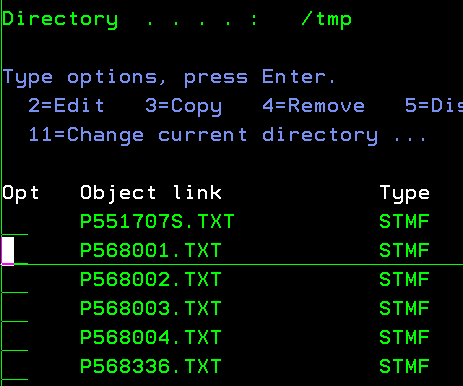 Directory  . . . . :   /tmp
Type options, press Enter.
2=Edit   3=Copy   4=Remove   5=Dis
11=Change current directory ...
Opt   Object link   Type
P551707S.TXT   STMF
P568001.TXT   STMF
P568002.TXT   STMF
P568003.TXT   STMF
P568004.TXT   STMF
P568336.TXT   STMF